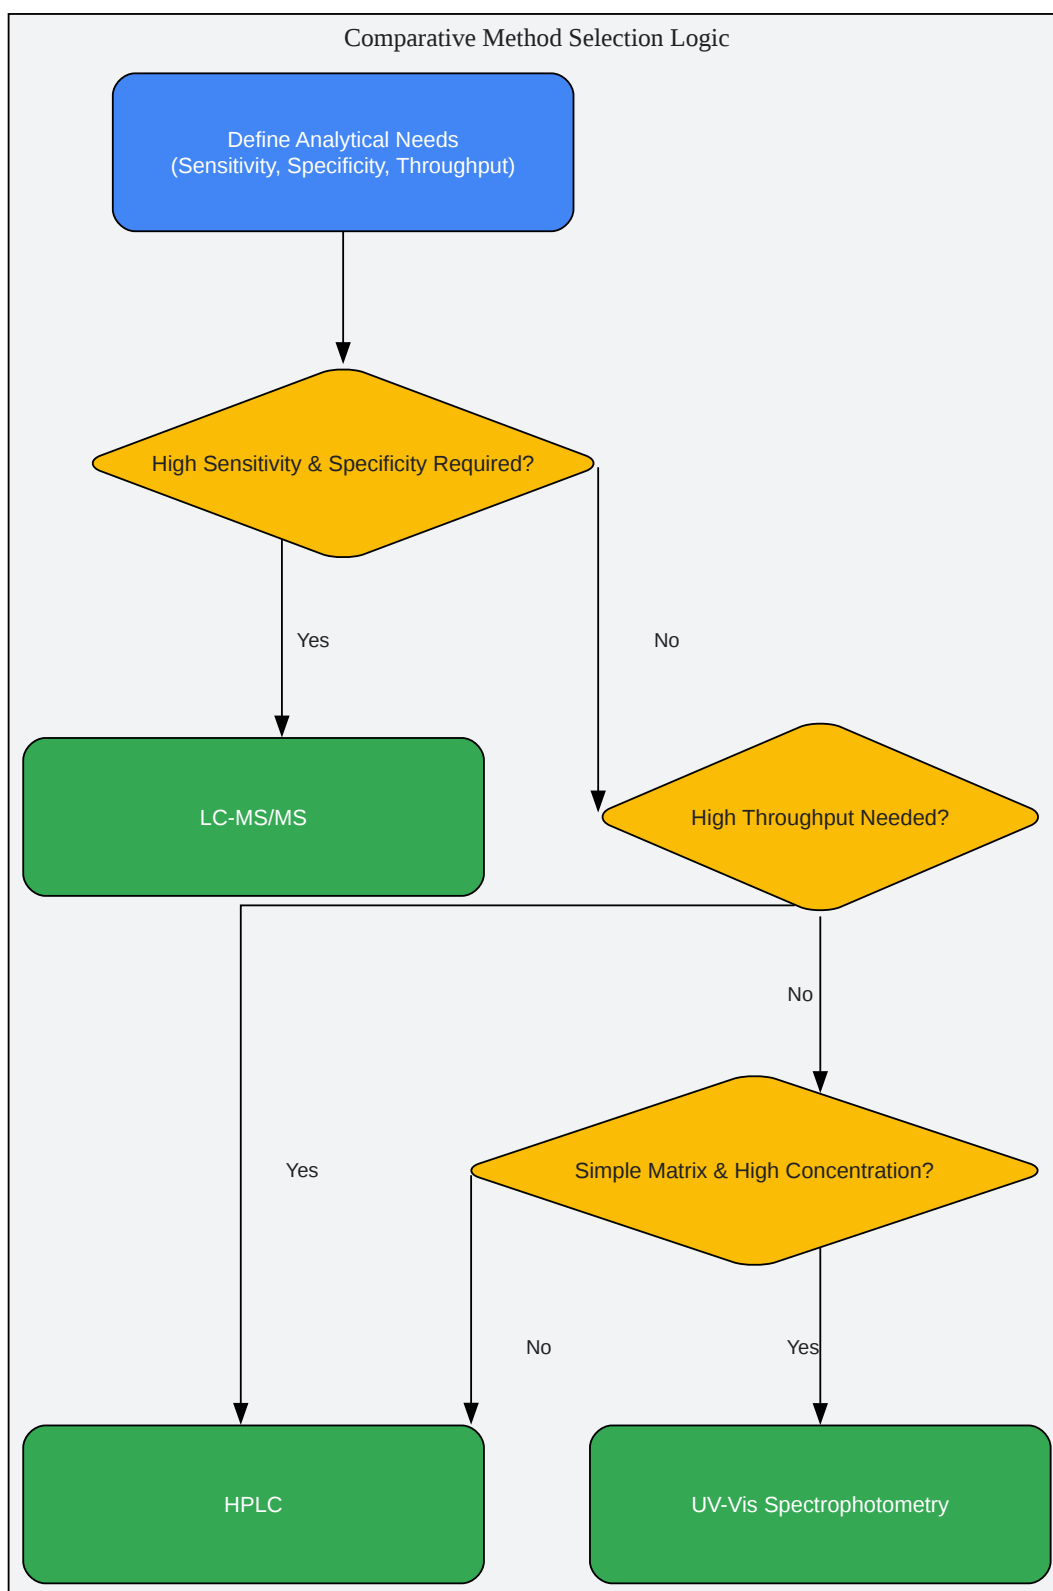 Comparative Method Selection Logic
Define Analytical Needs
(Sensitivity, Specificity, Throughput)
High Sensitivity & Specificity Required?
Yes
No
LC-MS/MS
High Throughput Needed?
No
Yes
Simple Matrix & High Concentration?
No
Yes
HPLC
UV-Vis Spectrophotometry